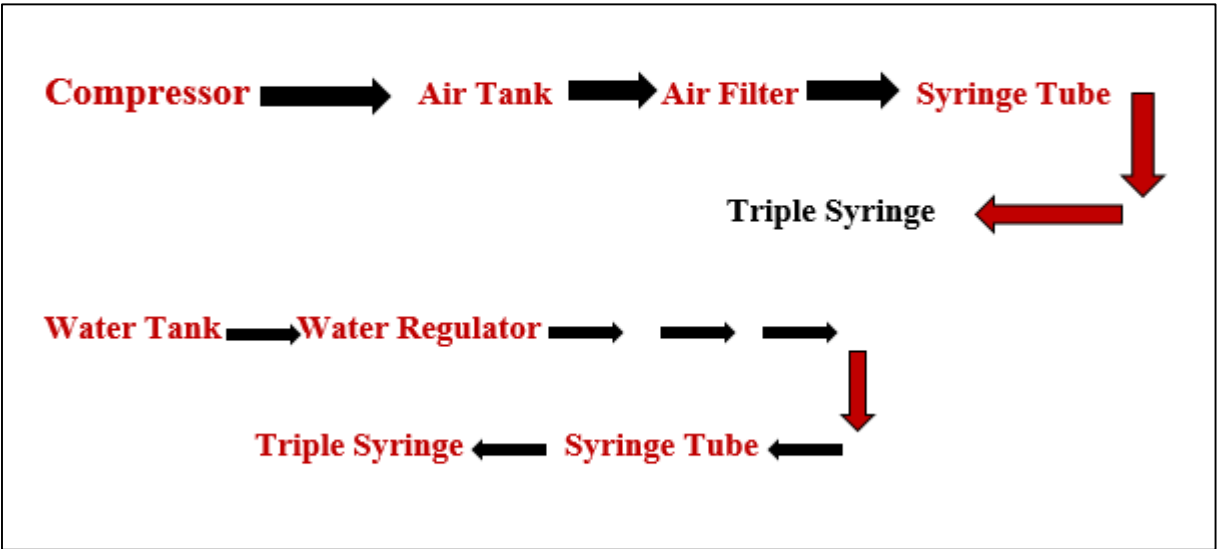 Compressor Air Tank Air Filter Syringe Tube
Triple Syringe
Water Tank Water Regulator
Triple Syringe Syringe Tube